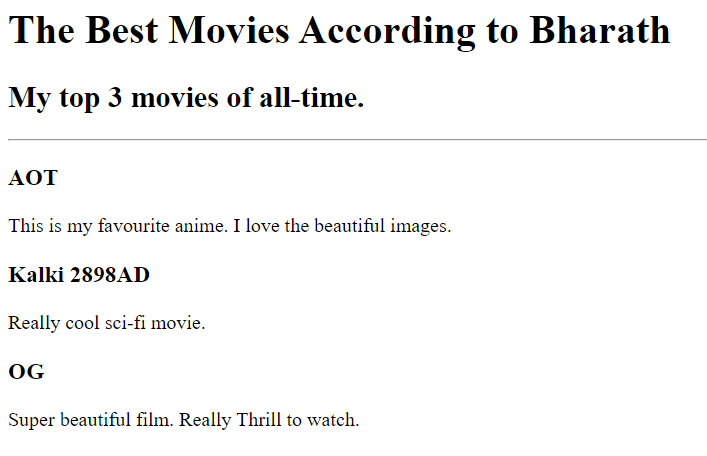 The Best Movies According to Bharath
My top 3 movies of all-time.
AOT
This is my favourite anime. I love the beautiful images.
Kalki 2898AD
Really cool sci-fi movie.
OG
Super beautiful film. Really Thrill to watch.